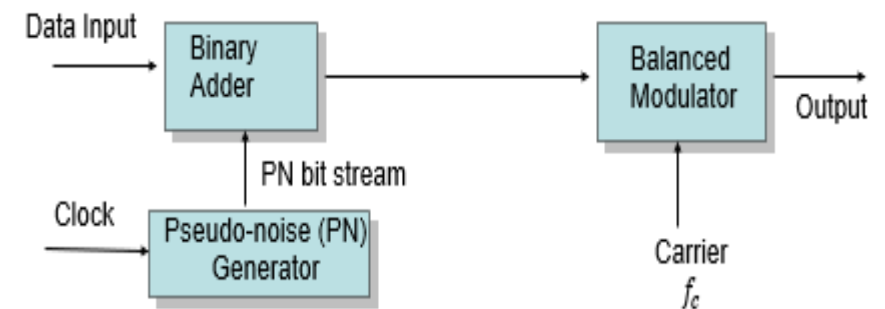 Data Input
Binary
Adder
Balanced
Modulator
Output
PN bit stream
Clock
Pseudo-noise (PN)
Generator
Carrier
fc